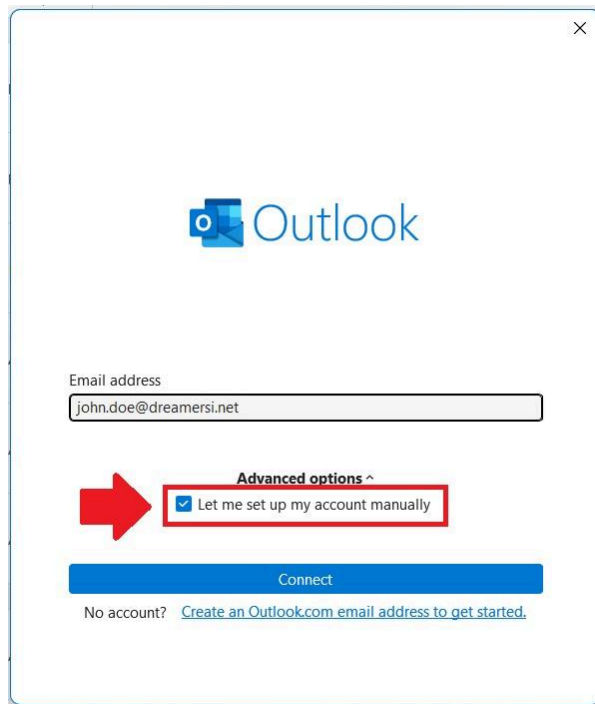 Outlook
Email address
john.doe@dreamersi.net
Advanced options ^
Let me set up my account manually
Connect
No account? Create an Outlook.com email address to get started.